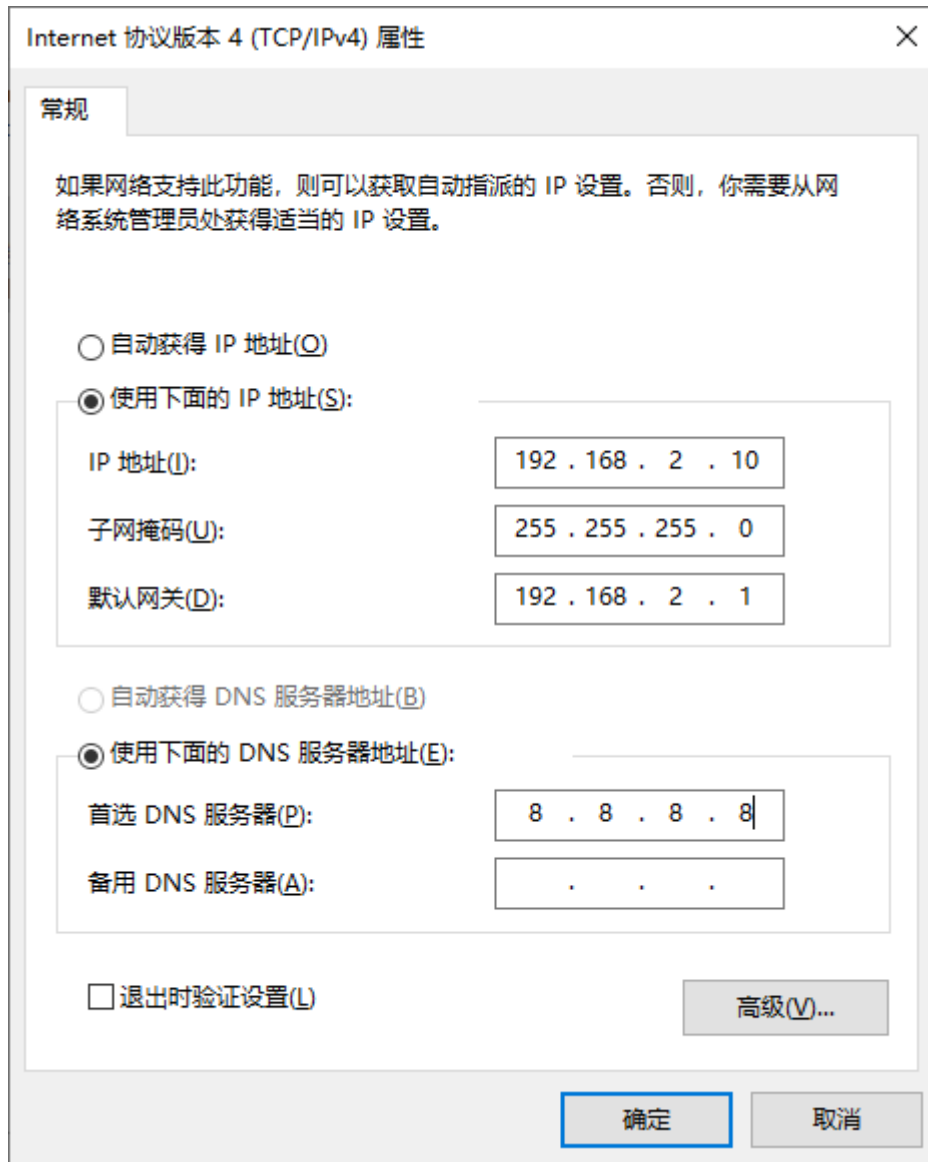 Internet 协议版本 4 (TCP/IPv4) 属性
常规
如果网络支持此功能，则可以获取自动指派的 IP 设置。否则，你需要从网
络系统管理员处获得适当的 IP 设置。
自动获得 IP 地址(O)
使用下面的 IP 地址(S):
IP 地址(I): 192 . 168 . 2 . 10
子网掩码(U): 255 . 255 . 255 . 0
默认网关(D): 192 . 168 . 2 . 1
自动获得 DNS 服务器地址(B)
使用下面的 DNS 服务器地址(E):
首选 DNS 服务器(P): 8 . 8 . 8 . 8
备用 DNS 服务器(A): . . .
退出时验证设置(L) 高级(V)...
确定 取消